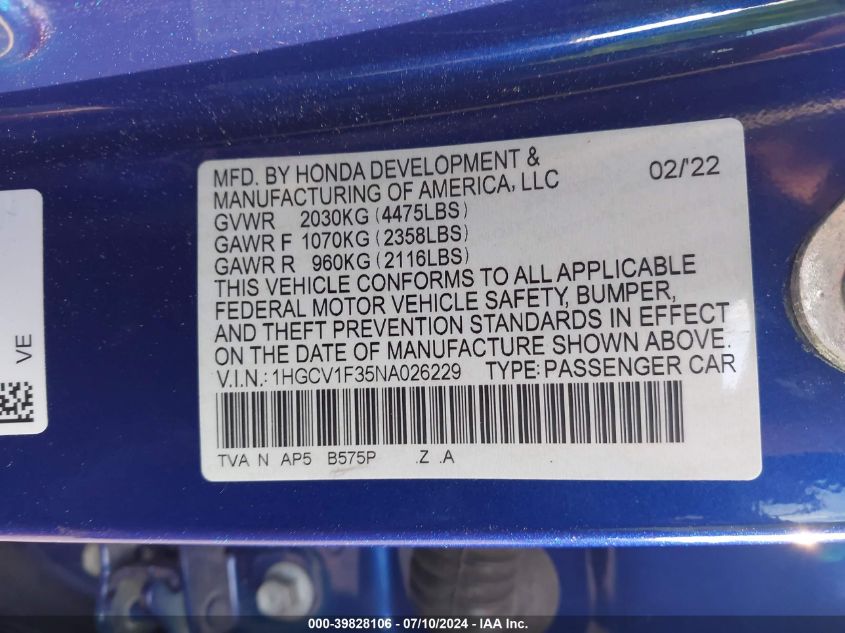 MFD. BY HONDA DEVELOPMENT & 02/'22
MANUFACTURING OF AMERICA, LLC
GVWR 2030KG (4475LBS)
GAWR F 1070KG (2358LBS)
GAWR R 960KG (2116LBS)
THIS VEHICLE CONFORMS TO ALL APPLICABLE
FEDERAL MOTOR VEHICLE SAFETY, BUMPER,
AND THEFT PREVENTION STANDARDS IN EFFECT
ON THE DATE OF MANUFACTURE SHOWN ABOVE.
V.I.N.: 1HGCV1F35NA026229 TYPE: PASSENGER CAR
TVA N AP5 B575P .Z .A
VE
000-39828106 - 07/10/2024 - IAA Inc.